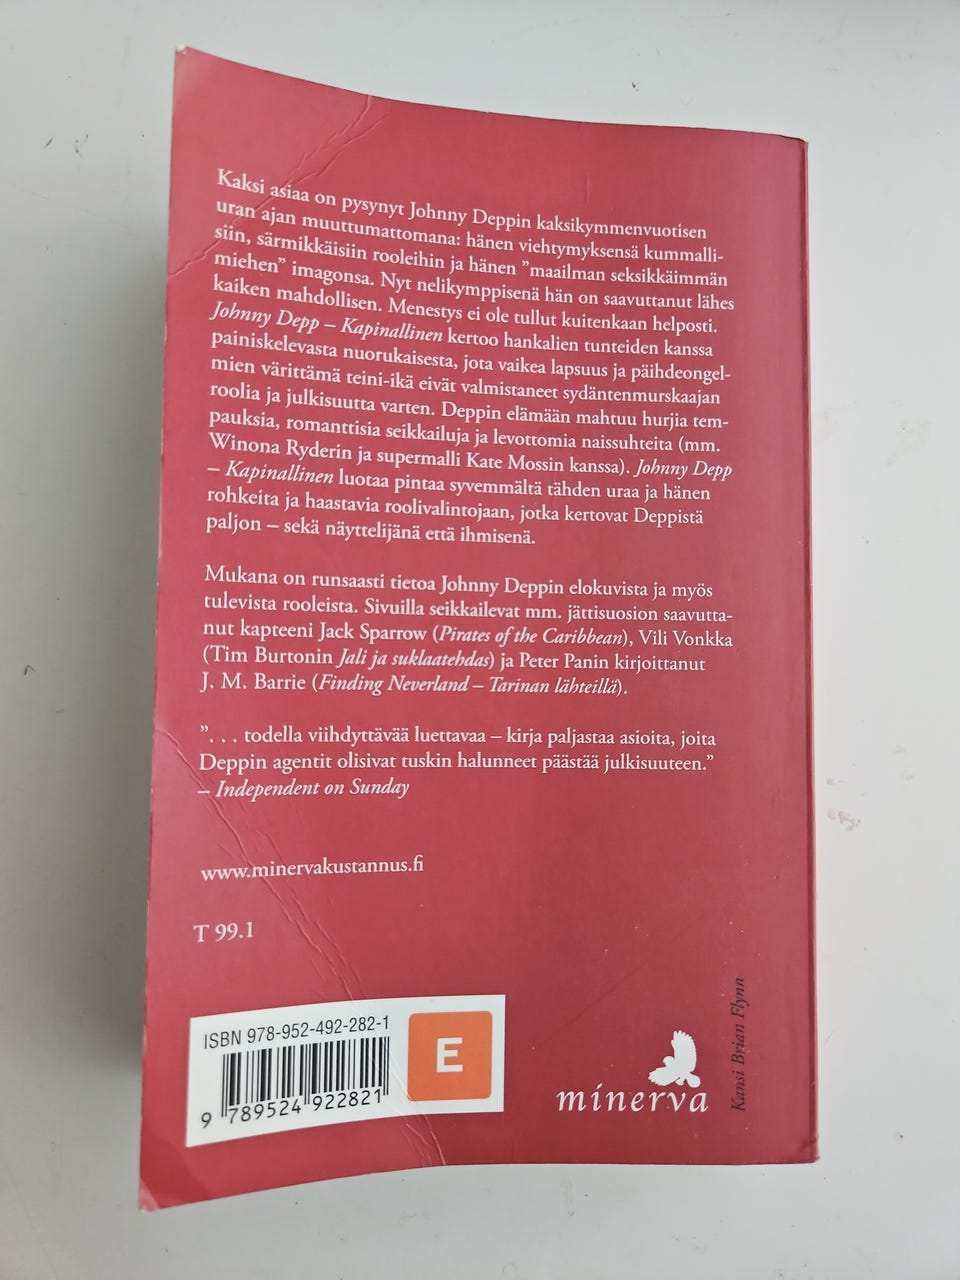 Kaksi asiaa on pysynyt Johnny Deppin kaksikymmenvuotisen
uran ajan muuttumattomana: hänen viehtymyksensä kummalli-
siin, särmikkäisiin rooleihin ja hänen ”maailman seksikkäimmän
miehen” imagonsa. Nyt nelikymppisenä hän on saavuttanut lähes
kaiken mahdollisen. Menestys ei ole tullut kuitenkaan helposti.
Johnny Depp – Kapinallinen kertoo hankalien tunteiden kanssa
painiskelevasta nuorukaisesta, jota vaikea lapsuus ja päihdeongel-
mien värittämä teini-ikä eivät valmistaneet sydäntenmurskaajan
roolia ja julkisuutta varten. Deppin elämään mahtuu hurjia tem-
pauksia, romanttisia seikkailuja ja levottomia naissuhteita (mm.
Winona Ryderin ja supermalli Kate Mossin kanssa). Johnny Depp
– Kapinallinen luotaa pintaa syvemmältä tähden uraa ja hänen
rohkeita ja haastavia roolivalintojaan, jotka kertovat Deppistä
paljon – sekä näyttelijänä että ihmisenä.
Mukana on runsaasti tietoa Johnny Deppin elokuvista ja myös
tulevista rooleista. Sivuilla seikkailevat mm. jättisuosion saavutta-
nut kapteeni Jack Sparrow (Pirates of the Caribbean), Vili Vonkka
(Tim Burtonin Jali ja suklaatehdas) ja Peter Panin kirjoittanut
J. M. Barrie (Finding Neverland – Tarinan lähteillä).
”. . . todella viihdyttävää luettavaa – kirja paljastaa asioita, joita
Deppin agentit olisivat tuskin halunneet päästää julkisuuteen.”
– Independent on Sunday
www.minervakustannus.fi
T 99.1
ISBN 978-952-492-282-1
E
9 789524 922821
minerva
Kansi Brian Flynn